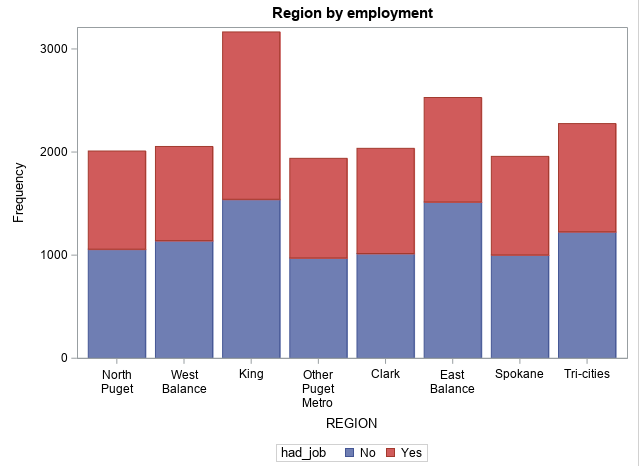 Region by employment
3000
2000
1000
0
Frequency
North
Puget
West
Balance
King
Other
Puget
Metro
Clark
East
Balance
Spokane
Tri-cities
REGION
had_job No Yes